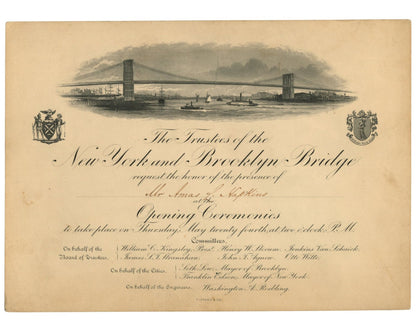 The Trustees of the
New York and Brooklyn Bridge
request the honor of the presence of
Mr Amas Hopkins
at the
Opening Ceremonies
to take place on Thursday, May twenty fourth, at two o'clock, P.M.
Committee.
On behalf of the Board of Trustees,
William C. Kingsley, Pres't. Henry W. Slocum. Jenkins Van Schaick.
James S.T. Stranahan. John T. Agnew. Otto Witte.
On behalf of the Cities
Seth Low, Mayor of Brooklyn
Franklin Edson, Mayor of New York.
On behalf of the Engineers. Washington A. Roebling.